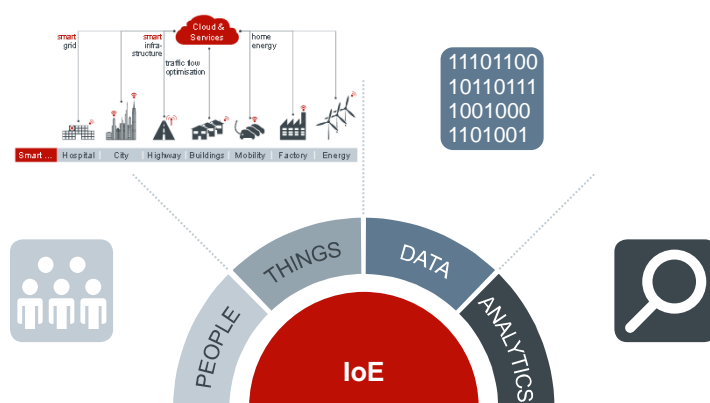 Cloud &
Services
smart
grid
smart
infra-
structure
traffic flow
optimisation
home
energy
Smart ... Hospital City Highway Buildings Mobility Factory Energy
11101100
10110111
1001000
1101001
PEOPLE
THINGS
DATA
ANALYTICS
IoE